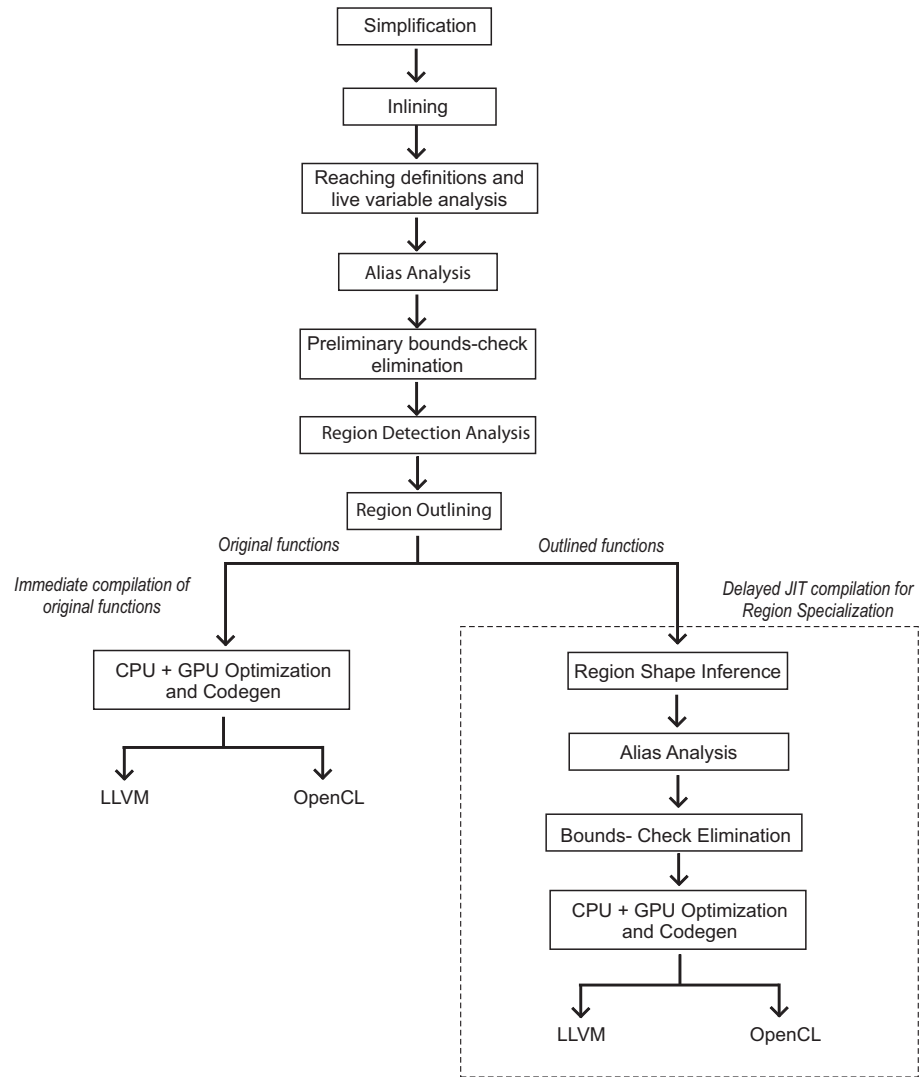 Simplification
Inlining
Reaching definitions and
live variable analysis
Alias Analysis
Preliminary bounds-check
elimination
Region Detection Analysis
Region Outlining
Original functions
Outlined functions
Immediate compilation of
original functions
Delayed JIT compilation for
Region Specialization
CPU + GPU Optimization
and Codegen
LLVM
OpenCL
Region Shape Inference
Alias Analysis
Bounds- Check Elimination
CPU + GPU Optimization
and Codegen
LLVM
OpenCL